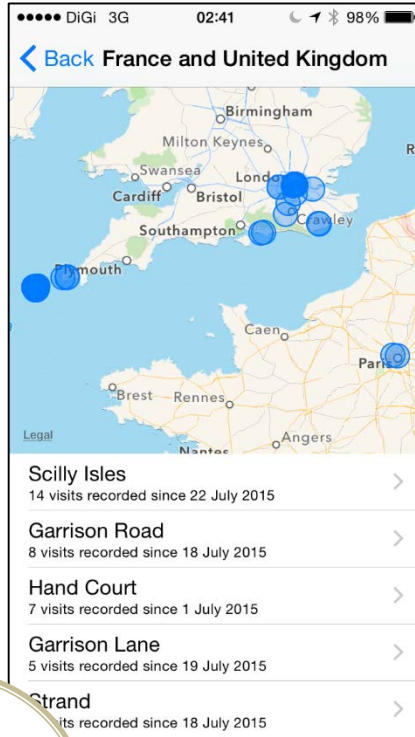 DiGi 3G 02:41 98%
Back France and United Kingdom
Birmingham
Milton Keynes
Swansea
Cardiff
Bristol
Crawley
Southampton
Plymouth
Caen
Paris
Brest
Rennes
Legal
Angers
Nantes
Scilly Isles
14 visits recorded since 22 July 2015
Garrison Road
8 visits recorded since 18 July 2015
Hand Court
7 visits recorded since 1 July 2015
Garrison Lane
5 visits recorded since 19 July 2015
Strand
recorded since 18 July 2015